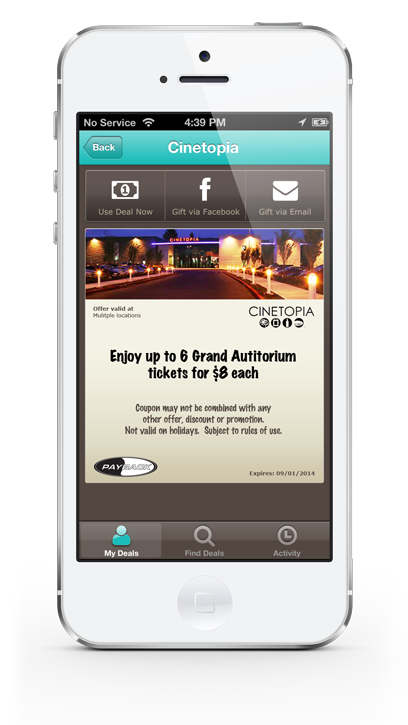 No Service 4:39 PM
Back Cinetopia
Use Deal Now Gift via Facebook Gift via Email
CINETOPIA
Offer valid at
Mulitple locations
CINETOPIA
Enjoy up to 6 Grand Autitorium
tickets for $8 each
Coupon may not be combined with any
other offer, discount or promotion.
Not valid on holidays. Subject to rules of use.
PAYBACK
Expires: 09/01/2014
My Deals Find Deals Activity